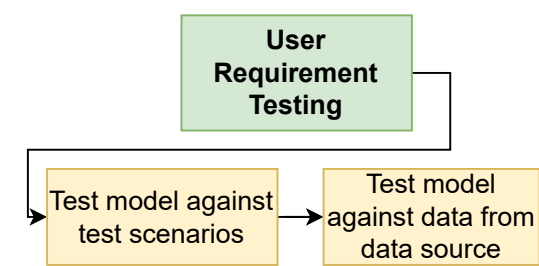 User
Requirement
Testing
Test model against
test scenarios
Test model
against data from
data source